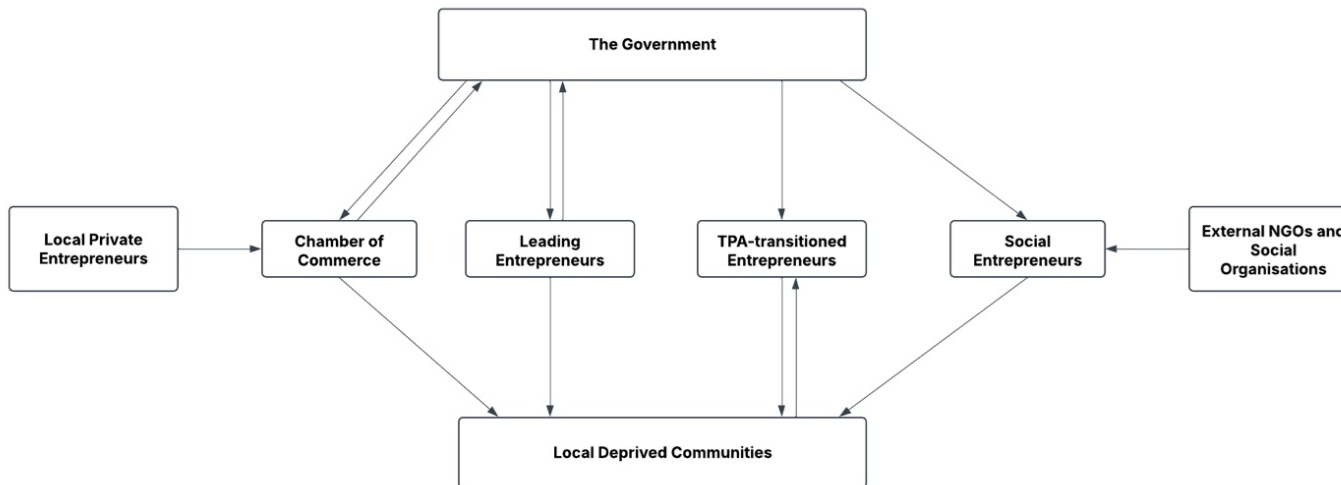 The Government
Local Private
Entrepreneurs
Chamber of
Commerce
Leading
Entrepreneurs
TPA-transitioned
Entrepreneurs
Social
Entrepreneurs
External NGOs and
Social
Organisations
Local Deprived Communities